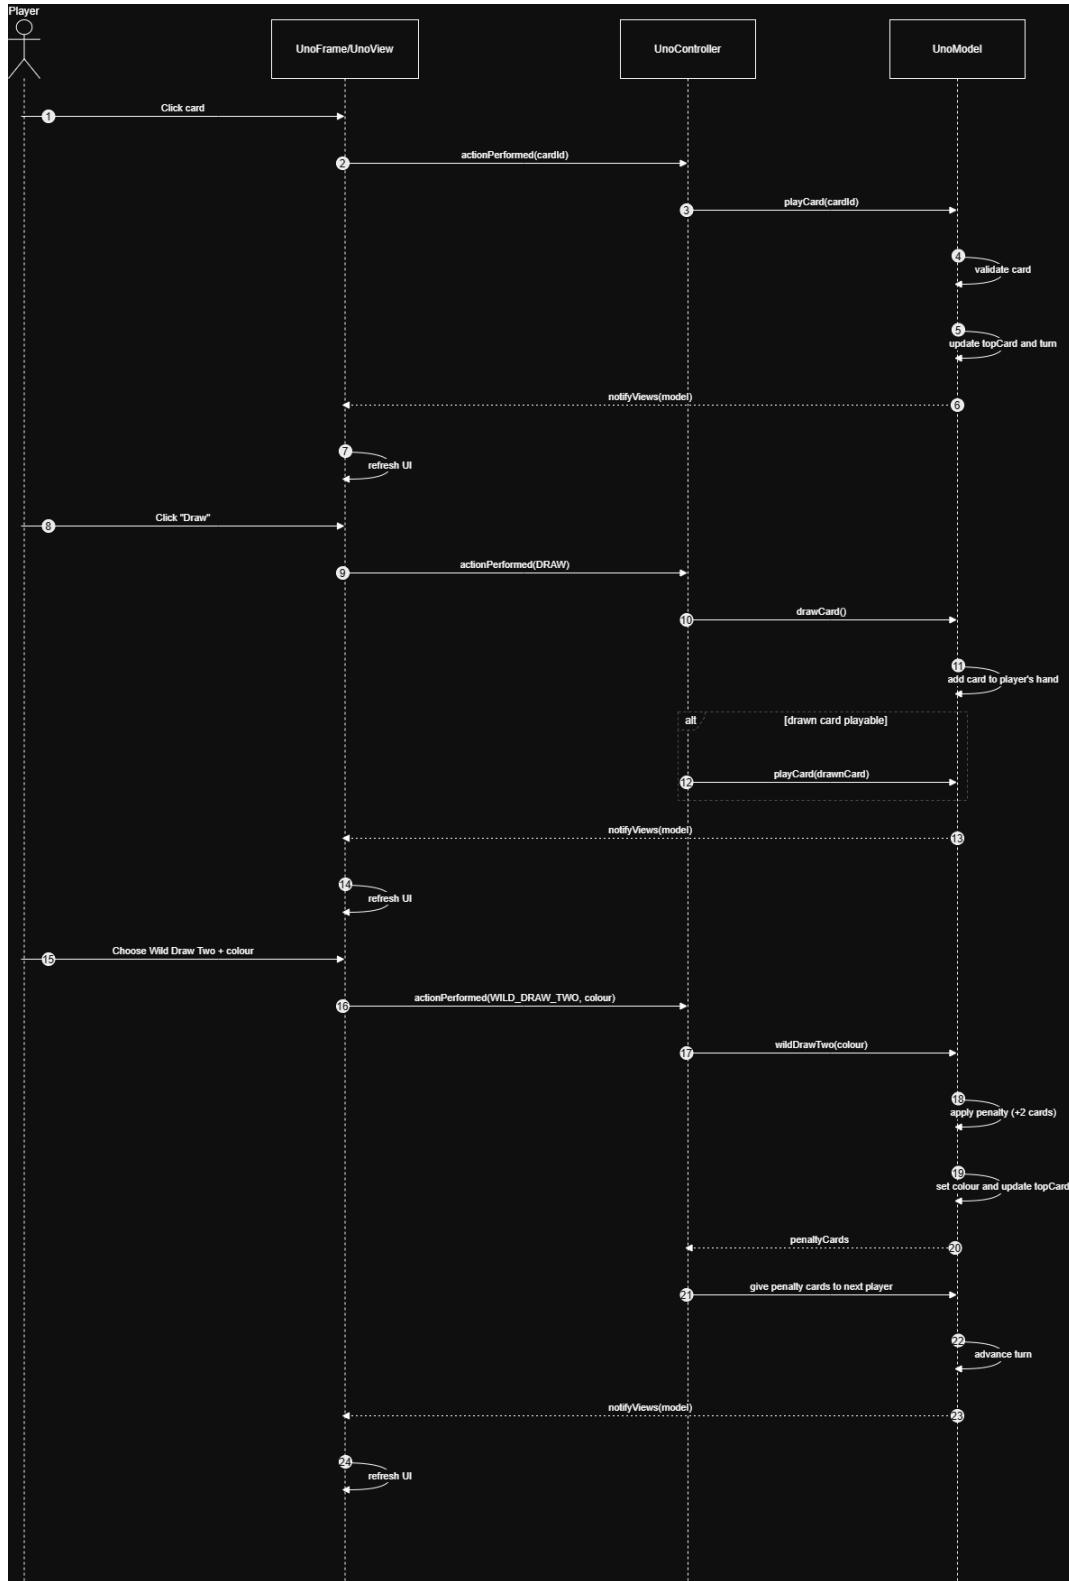 Player
UnoFrame/UnoView
UnoController
UnoModel
1
Click card
2
actionPerformed(cardId)
3
playCard(cardId)
4
validate card
5
update topCard and turn
notifyViews(model)
6
7
refresh UI
8
Click "Draw"
9
actionPerformed(DRAW)
10
drawCard()
11
add card to player's hand
alt
[drawn card playable]
12
playCard(drawnCard)
notifyViews(model)
13
14
refresh UI
15
Choose Wild Draw Two + colour
16
actionPerformed(WILD_DRAW_TWO, colour)
17
wildDrawTwo(colour)
18
apply penalty (+2 cards)
19
set colour and update topCard
penaltyCards
20
21
give penalty cards to next player
22
advance turn
notifyViews(model)
23
24
refresh UI